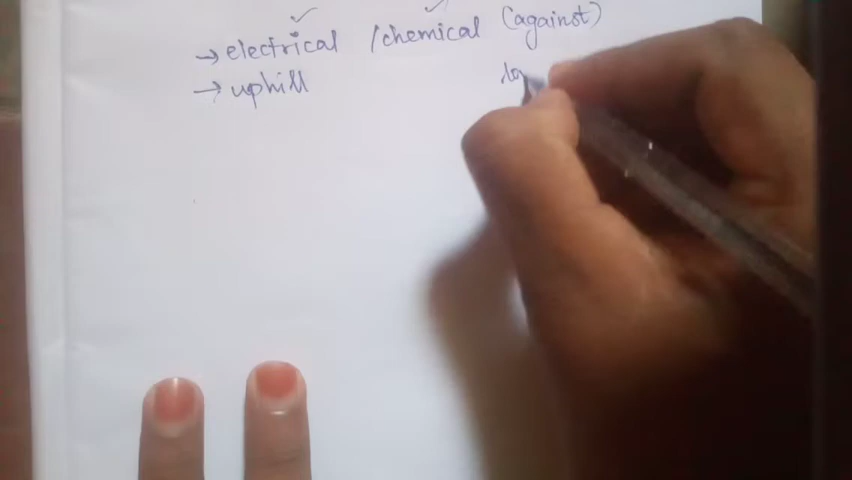 → electrical / chemical (against)
→ uphill